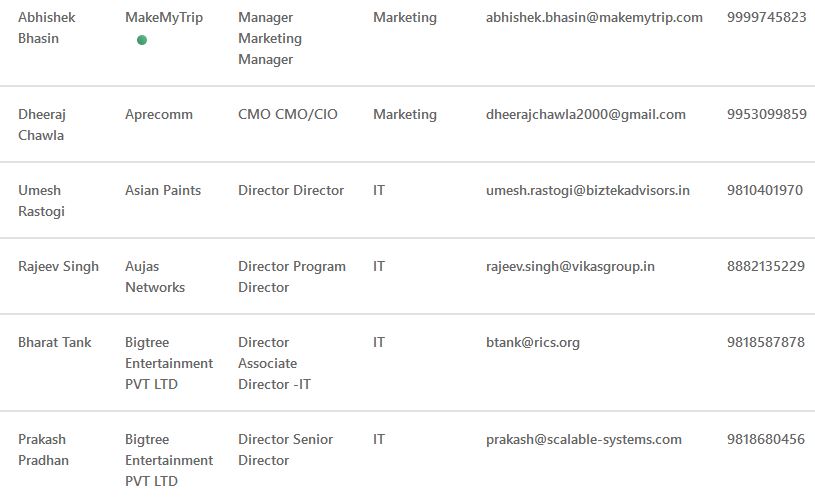 Abhishek Bhasin MakeMyTrip Manager Marketing Manager Marketing abhishek.bhasin@makemytrip.com 9999745823
Dheeraj Chawla Aprecomm CMO CMO/CIO Marketing dheerajchawla2000@gmail.com 9953099859
Umesh Rastogi Asian Paints Director Director IT umesh.rastogi@biztekadvisors.in 9810401970
Rajeev Singh Aujas Networks Director Program Director IT rajeev.singh@vikasgroup.in 8882135229
Bharat Tank Bigtree Entertainment PVT LTD Director Associate Director -IT IT btank@rics.org 9818587878
Prakash Pradhan Bigtree Entertainment PVT LTD Director Senior Director IT prakash@scalable-systems.com 9818680456